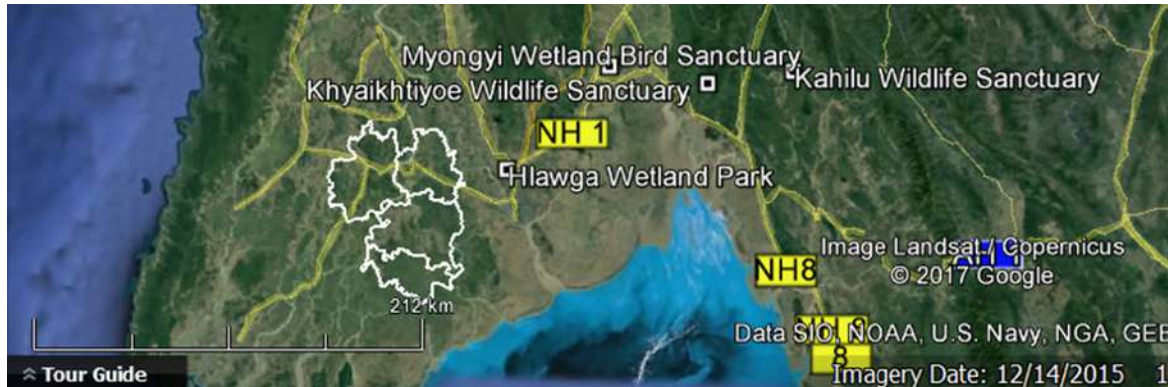 Myongyi Wetland Bird Sanctuary
Kahilu Wildlife Sanctuary
Khyaikhtiyoe Wildlife Sanctuary
NH 1
Hlawga Wetland Park
Image Landsat / Copernicus
© 2017 Google
NH8
212 km
Data SIO, NOAA, U.S. Navy, NGA, GEB
8
Tour Guide
Imagery Date: 12/14/2015 1